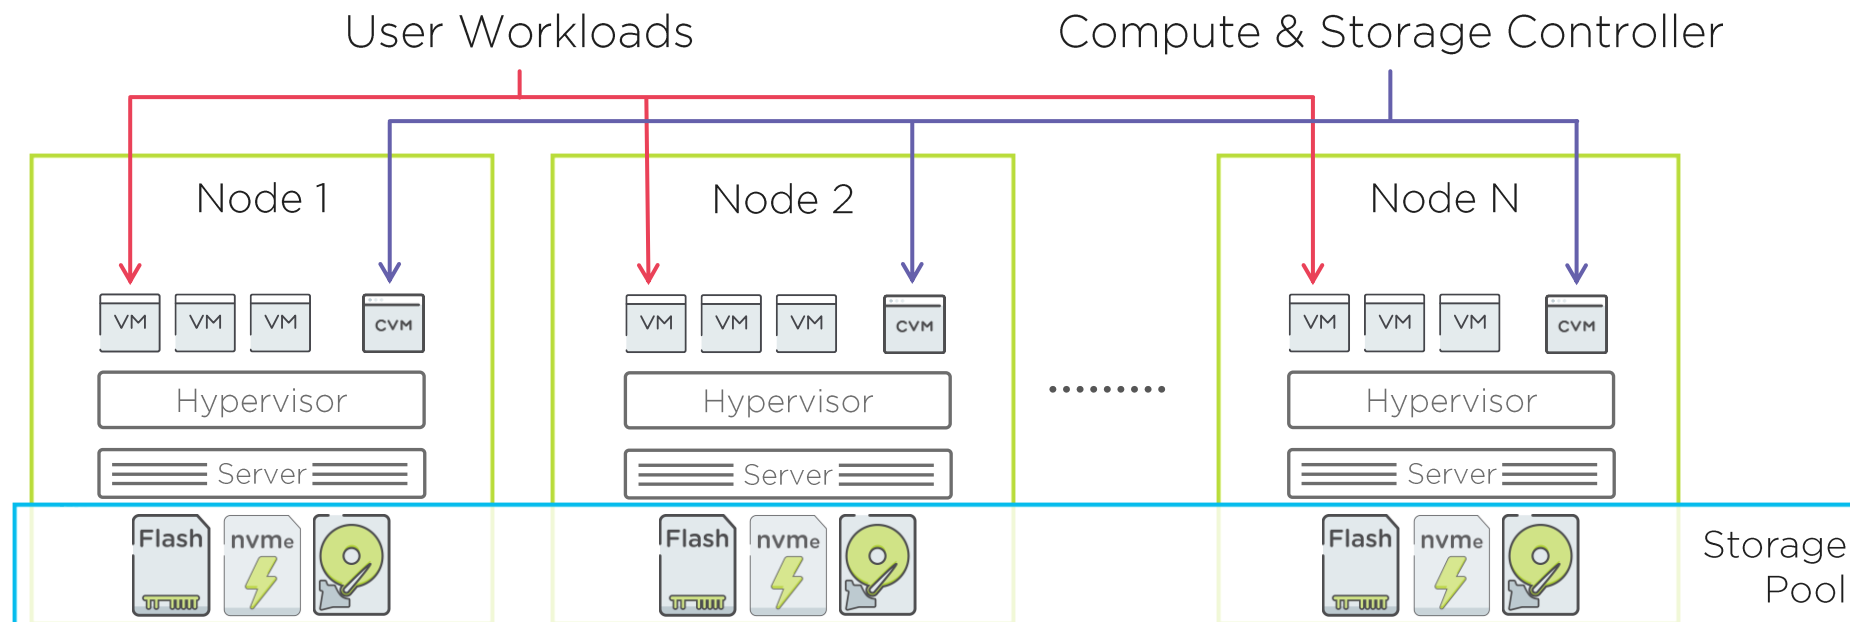 User Workloads
Compute & Storage Controller
Node 1
Node 2
Node N
VM VM VM CVM
VM VM VM CVM
VM VM VM CVM
Hypervisor
Hypervisor
Hypervisor
Server
Server
Server
Flash nvme
Flash nvme
Flash nvme
Storage
Pool